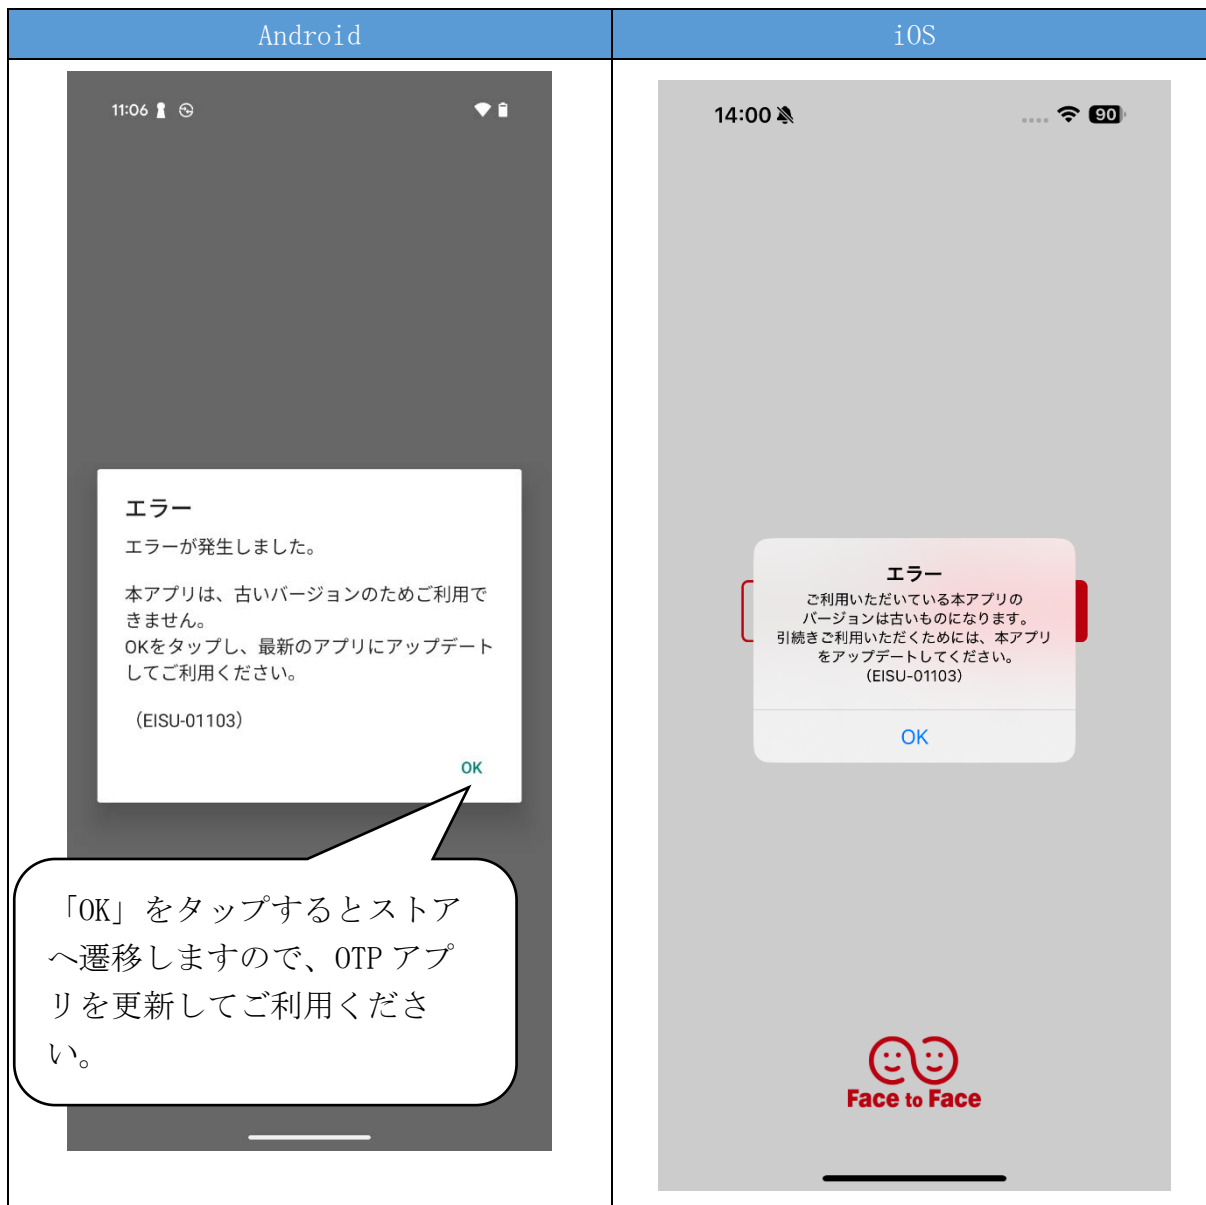 Android
iOS
11:06
エラー
エラーが発生しました。
本アプリは、古いバージョンのためご利用で
きません。
OKをタップし、最新のアプリにアップデート
してご利用ください。
（EISU-01103）
OK
「OK」をタップするとストア
へ遷移しますので、OTP アプ
リを更新してご利用くださ
い。
14:00
90
エラー
ご利用いただいている本アプリの
バージョンは古いものになります。
引続きご利用いただくためには、本アプリ
をアップデートしてください。
（EISU-01103）
OK
Face to Face